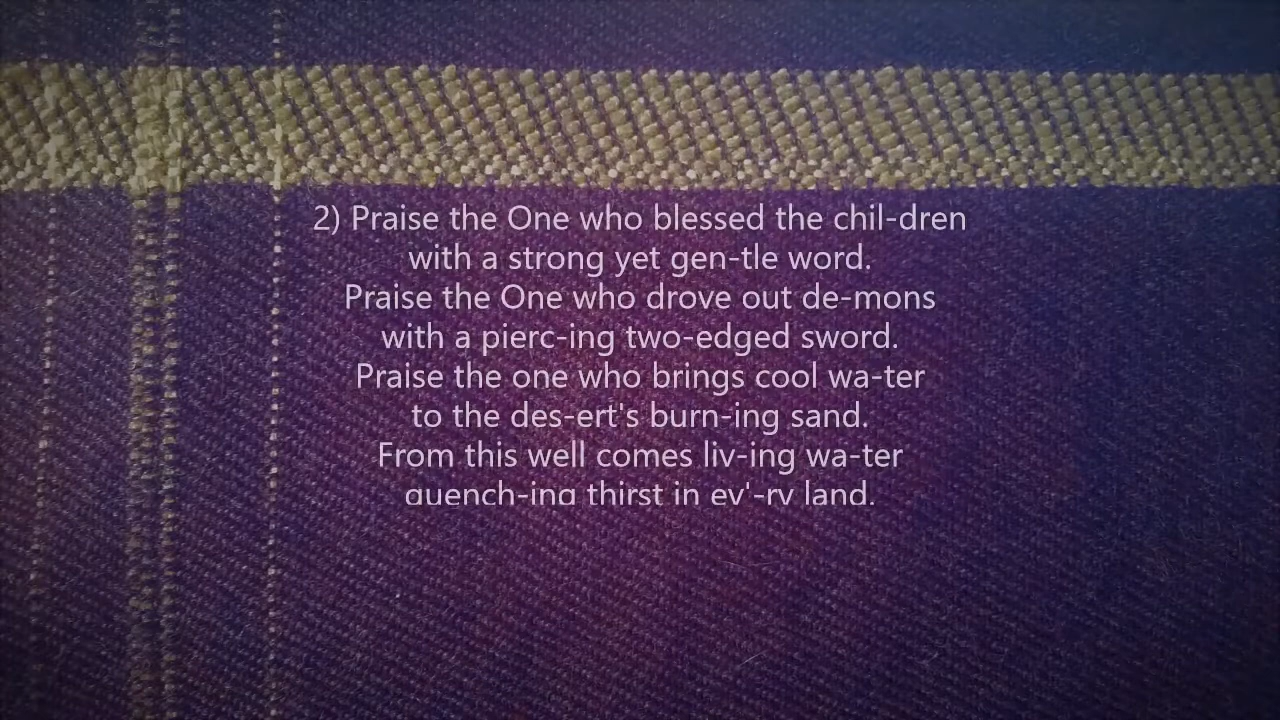 2) Praise the One who blessed the chil-dren
with a strong yet gen-tle word.
Praise the One who drove out de-mons
with a pierc-ing two-edged sword.
Praise the one who brings cool wa-ter
to the des-ert's burn-ing sand.
From this well comes liv-ing wa-ter
quench-ing thirst in ev'-ry land.